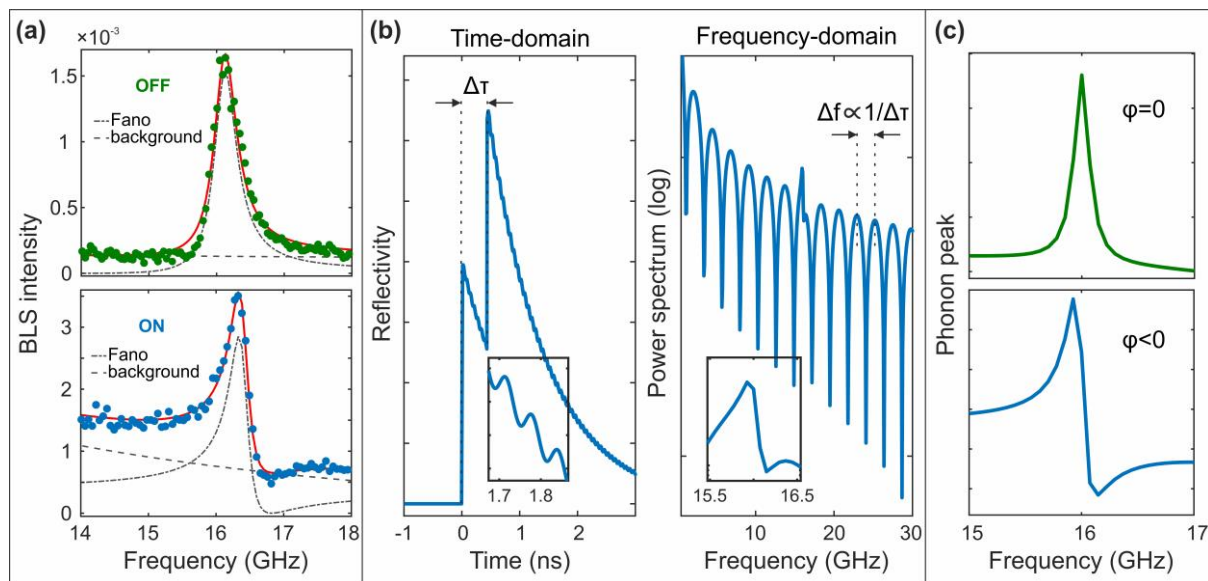 (a)
×10⁻³
OFF
Fano
background
1.5
1
0.5
0
ON
Fano
background
3
2
1
0
14 15 16 17 18
BLS intensity
Frequency (GHz)
(b)
Time-domain
Δτ
Reflectivity
1.7 1.8
-1 0 1 2
Time (ns)
Frequency-domain
Δf∝1/Δτ
Power spectrum (log)
15.5 16.5
10 20 30
Frequency (GHz)
(c)
φ=0
φ<0
Phonon peak
15 16 17
Frequency (GHz)